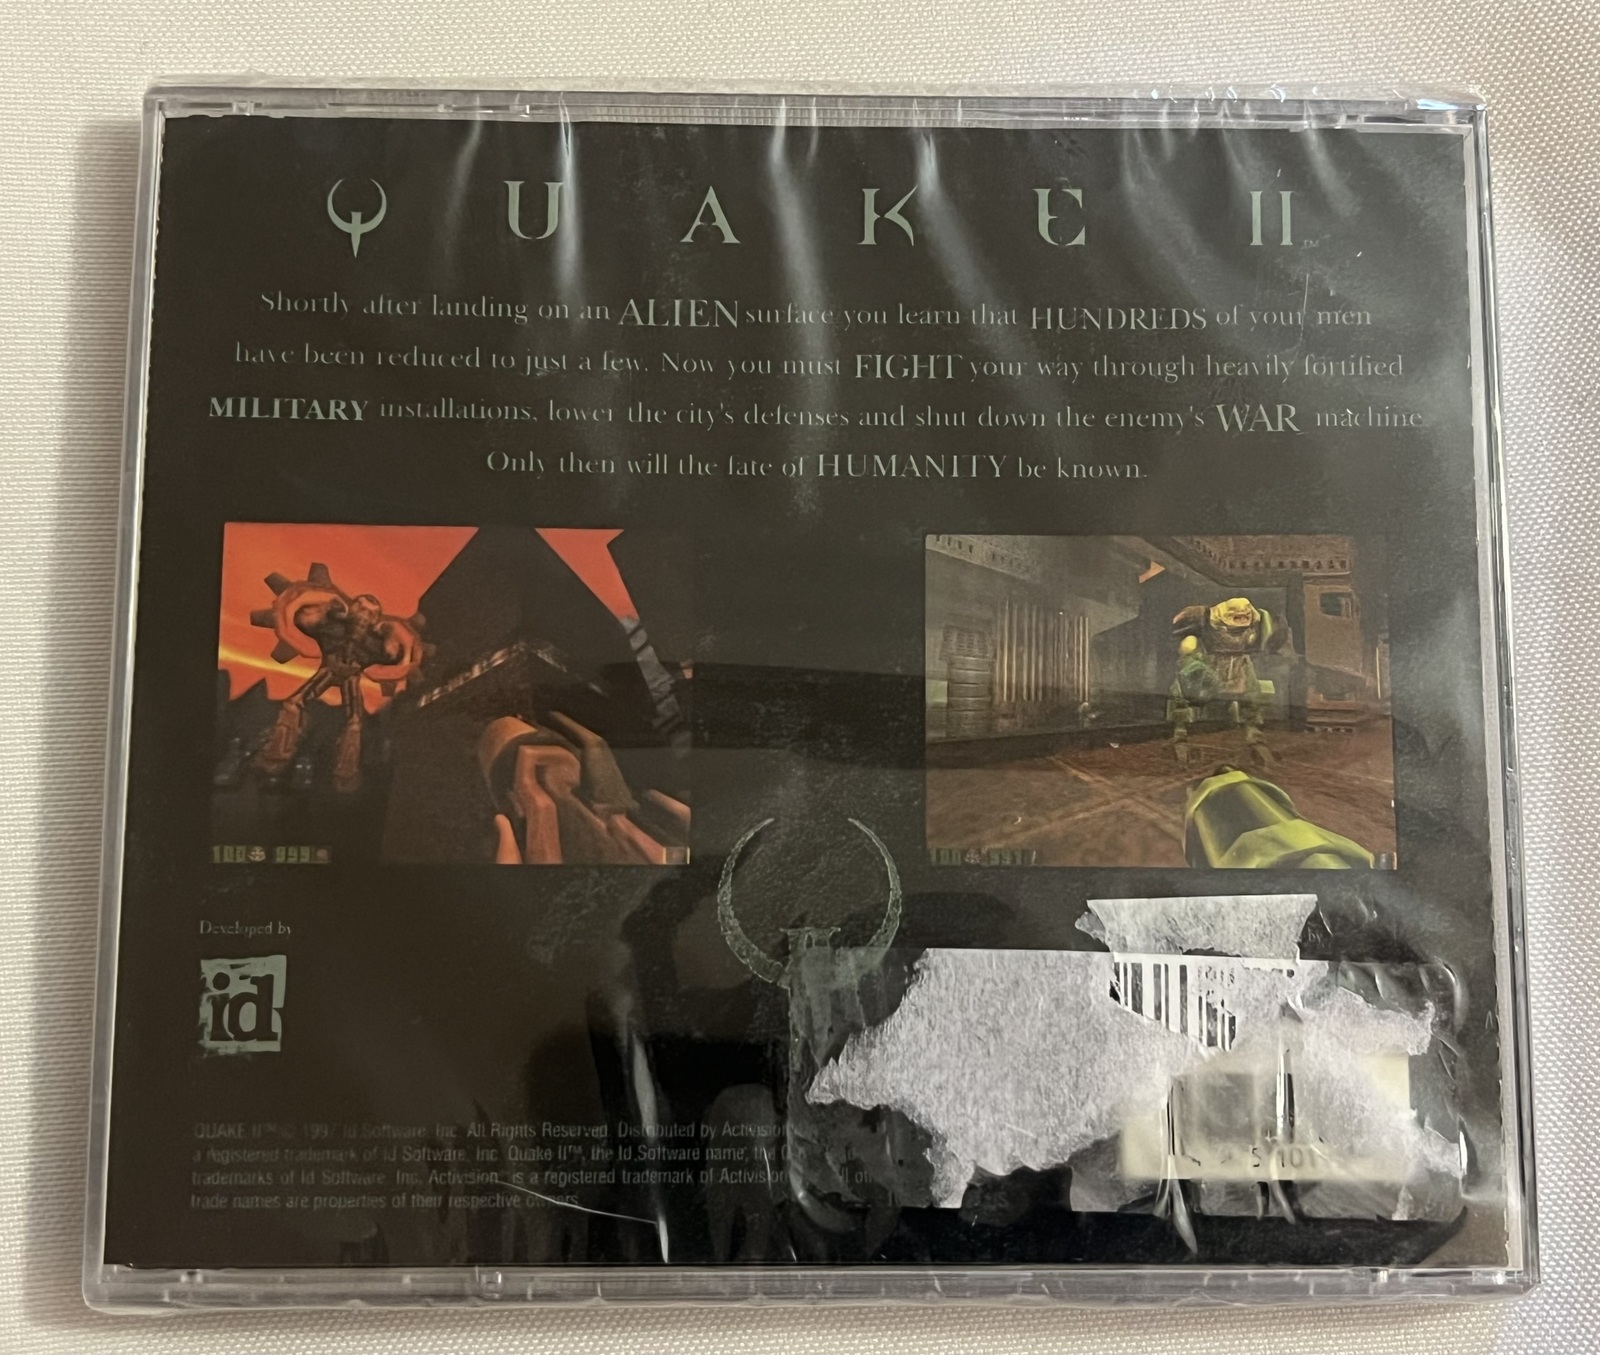 QUAKE II™
Shortly after landing on an ALIEN surface you learn that HUNDREDS of your men
have been reduced to just a few. Now you must FIGHT your way through heavily fortified
MILITARY installations, lower the city's defenses and shut down the enemy's WAR machine.
Only then will the fate of HUMANITY be known.
Developed by
id
QUAKE II™ © 1997 Id Software, Inc. All Rights Reserved. Distributed by Activision
a registered trademark of Id Software, Inc. Quake II™, the Id Software name, the
trademarks of Id Software, Inc. Activision® is a registered trademark of Activision
trade names are properties of their respective owners.